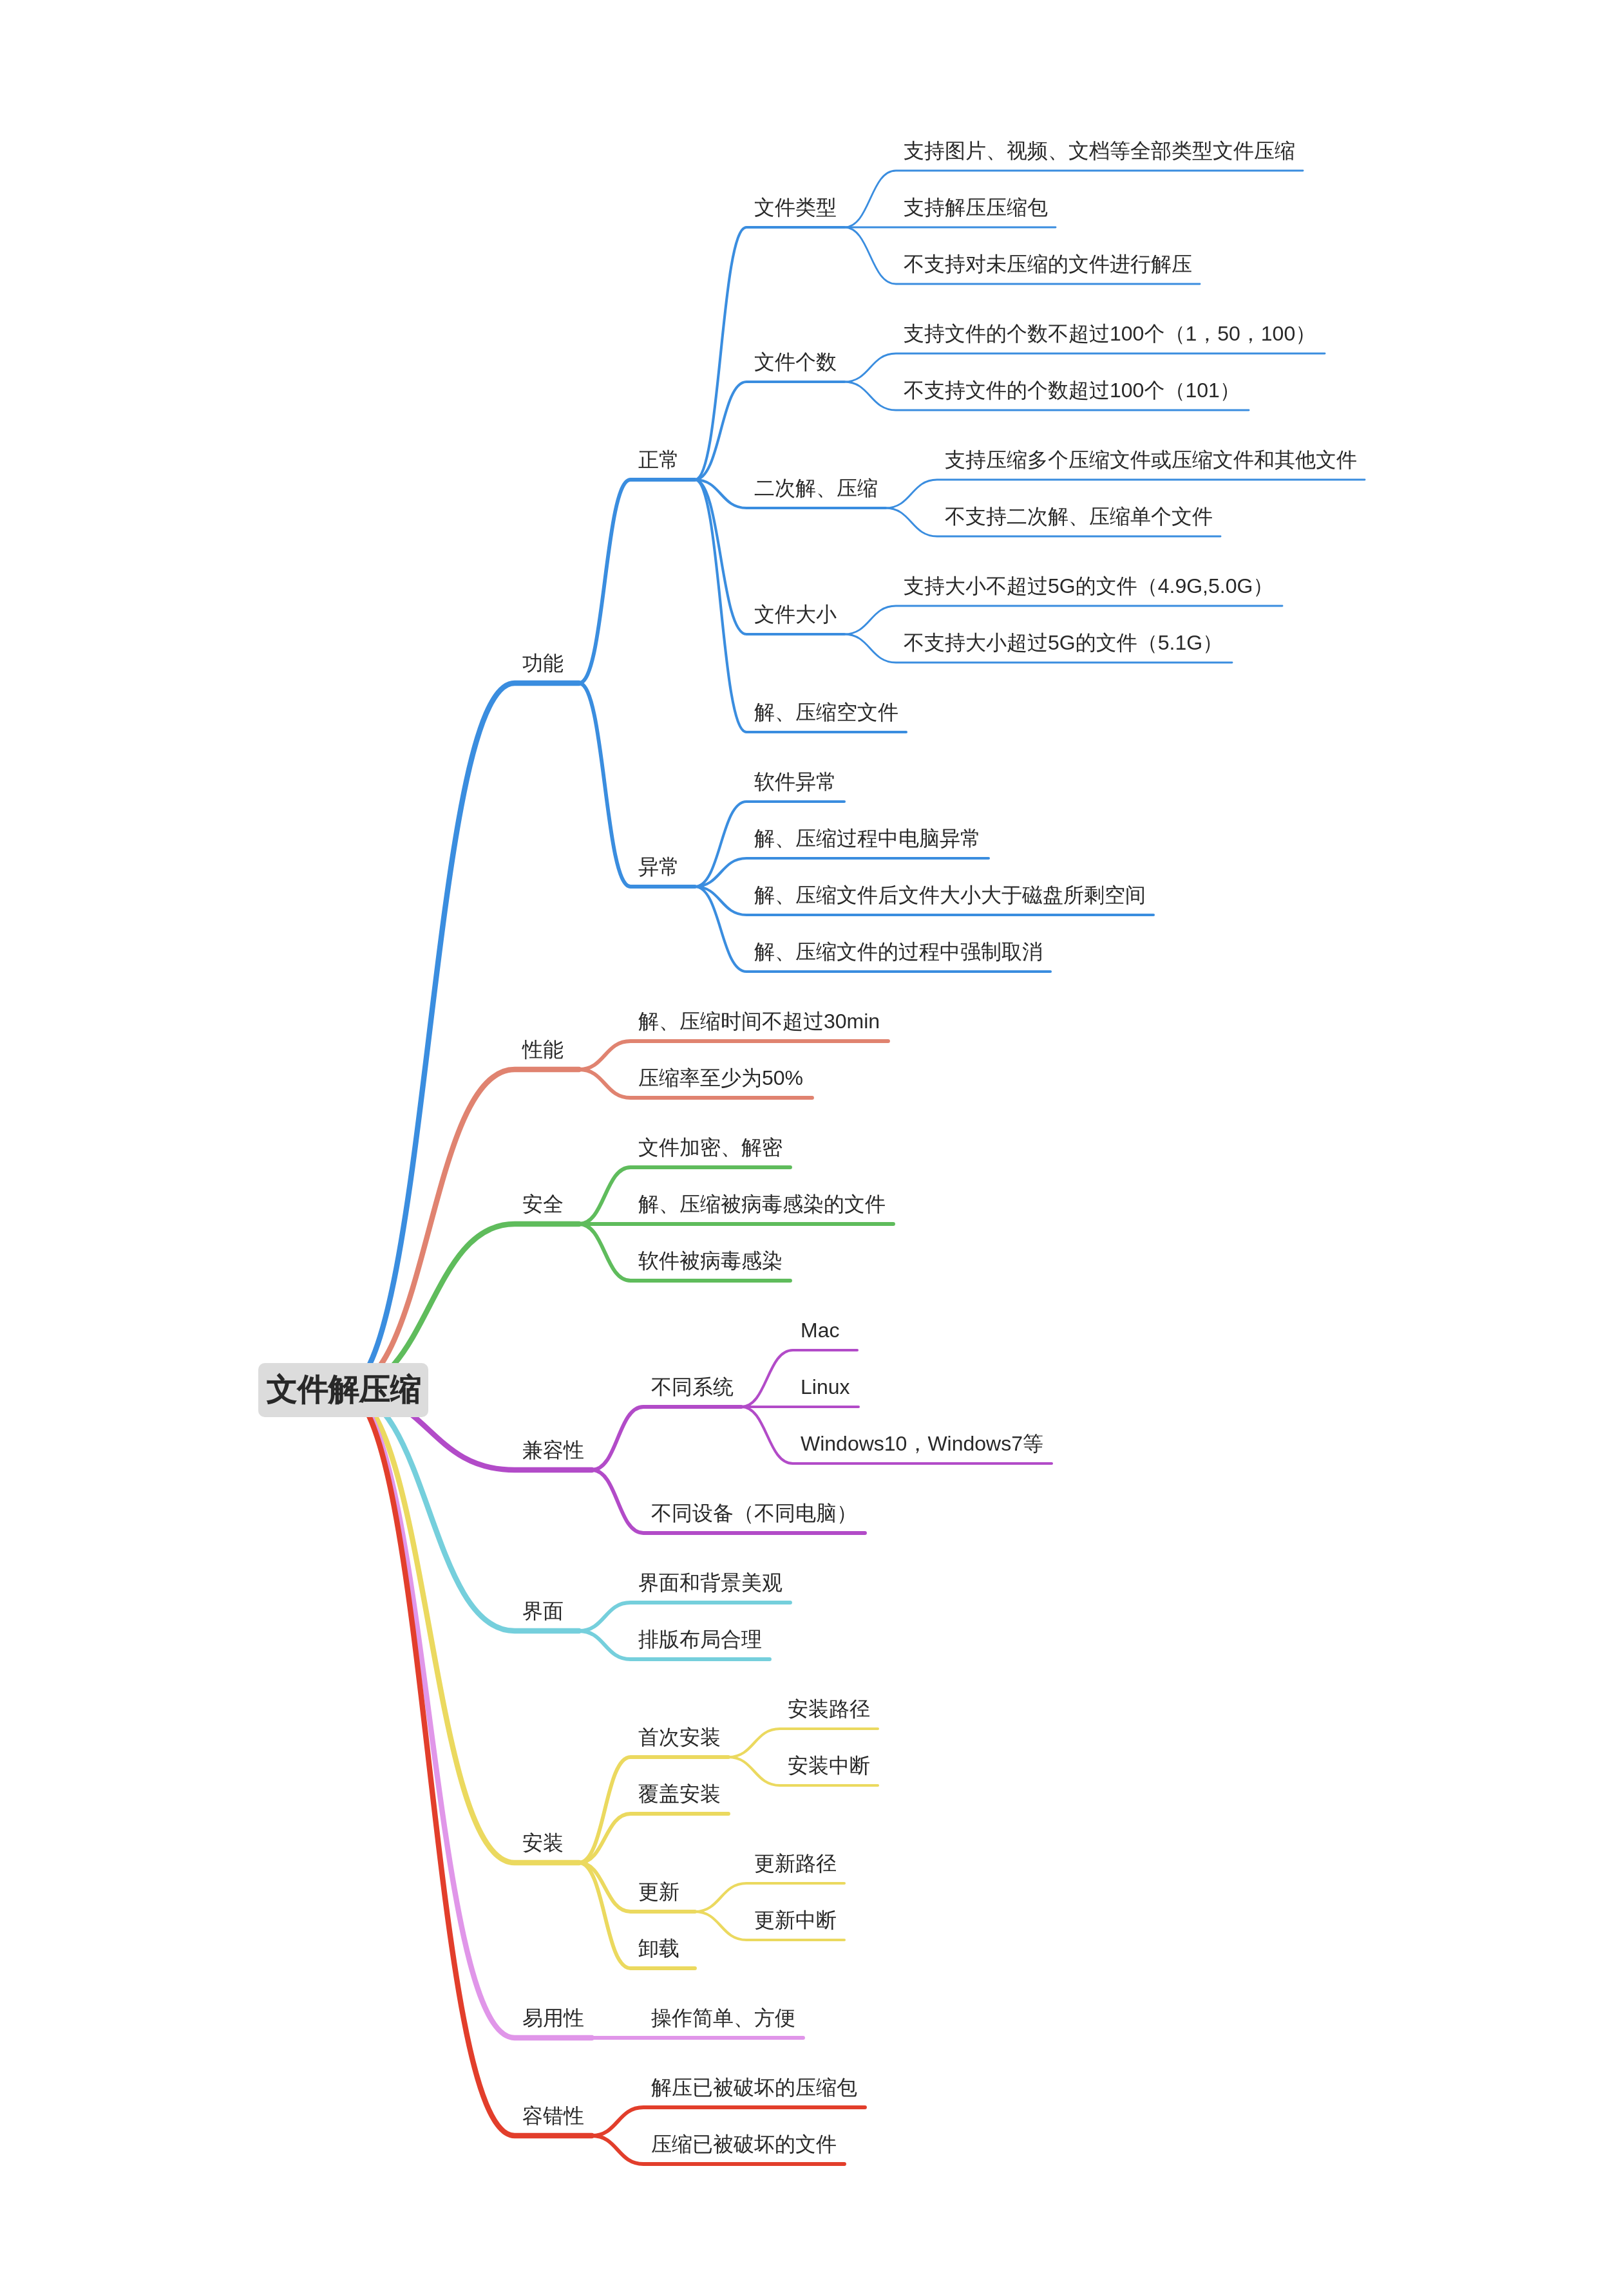 支持图片、视频、文档等全部类型文件压缩
文件类型
支持解压压缩包
不支持对未压缩的文件进行解压
支持文件的个数不超过100个（1，50，100）
文件个数
不支持文件的个数超过100个（101）
正常
支持压缩多个压缩文件或压缩文件和其他文件
二次解、压缩
不支持二次解、压缩单个文件
支持大小不超过5G的文件（4.9G,5.0G）
文件大小
不支持大小超过5G的文件（5.1G）
功能
解、压缩空文件
软件异常
解、压缩过程中电脑异常
异常
解、压缩文件后文件大小大于磁盘所剩空间
解、压缩文件的过程中强制取消
解、压缩时间不超过30min
性能
压缩率至少为50%
文件加密、解密
安全
解、压缩被病毒感染的文件
软件被病毒感染
Mac
文件解压缩
不同系统
Linux
兼容性
Windows10，Windows7等
不同设备（不同电脑）
界面和背景美观
界面
排版布局合理
安装路径
首次安装
安装中断
覆盖安装
安装
更新路径
更新
更新中断
卸载
易用性
操作简单、方便
解压已被破坏的压缩包
容错性
压缩已被破坏的文件